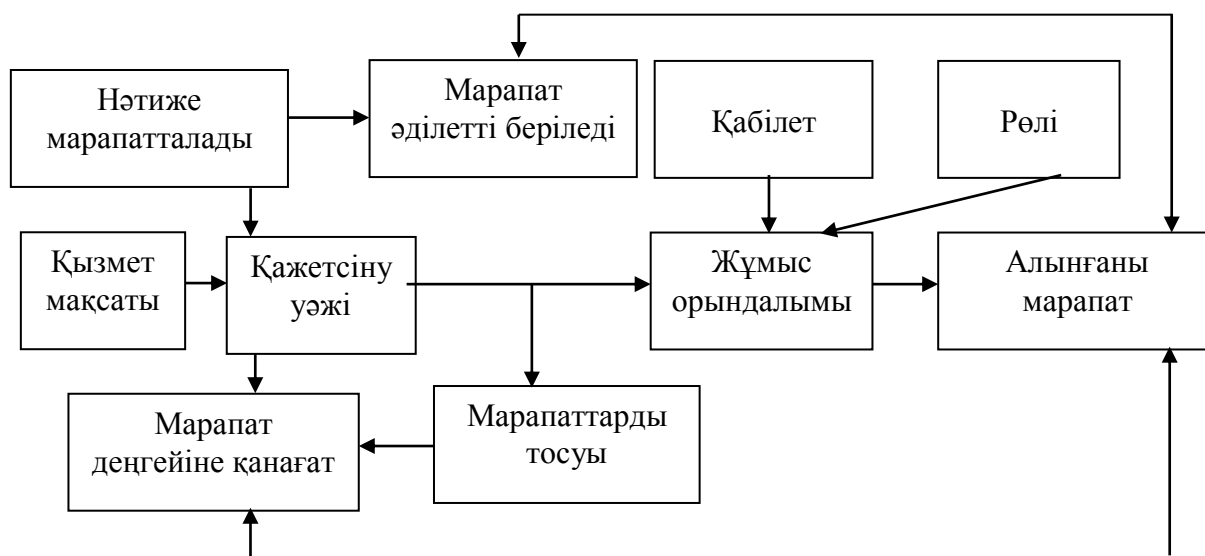 Нәтиже
марапатталады
Марапат
әділетті беріледі
Қабілет
Рөлі
Қызмет
мақсаты
Қажетсіну
уәжі
Жұмыс
орындалымы
Алынғаны
марапат
Марапат
деңгейіне қанағат
Марапаттарды
тосуы